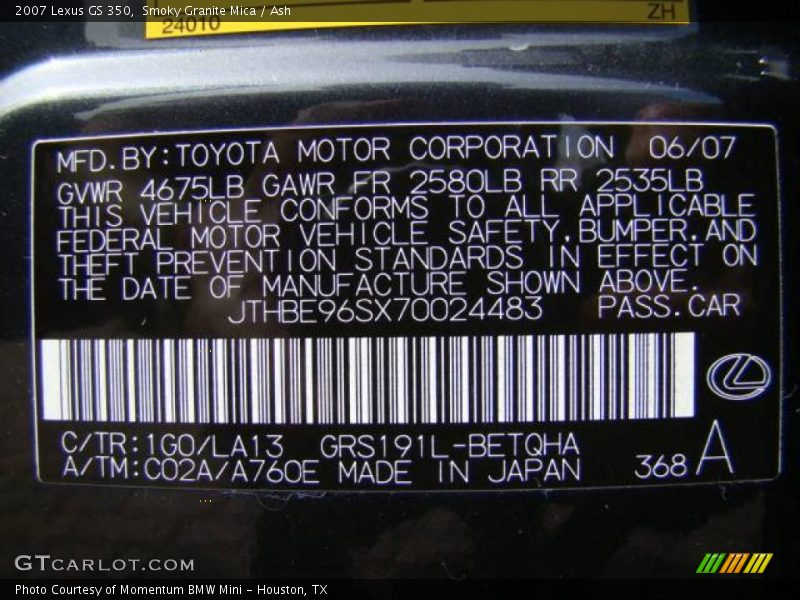 2007 Lexus GS 350, Smoky Granite Mica / Ash
24010 ZH
MFD.BY:TOYOTA MOTOR CORPORATION 06/07
GVWR 4675LB GAWR FR 2580LB RR 2535LB
THIS VEHICLE CONFORMS TO ALL APPLICABLE
FEDERAL MOTOR VEHICLE SAFETY,BUMPER,AND
THEFT PREVENTION STANDARDS IN EFFECT ON
THE DATE OF MANUFACTURE SHOWN ABOVE.
JTHBE96SX70024483 PASS.CAR
C/TR:1G0/LA13 GRS191L-BETQHA
A/TM:C02A/A760E MADE IN JAPAN 368 A
GTCARLOT.COM
Photo Courtesy of Momentum BMW Mini - Houston, TX